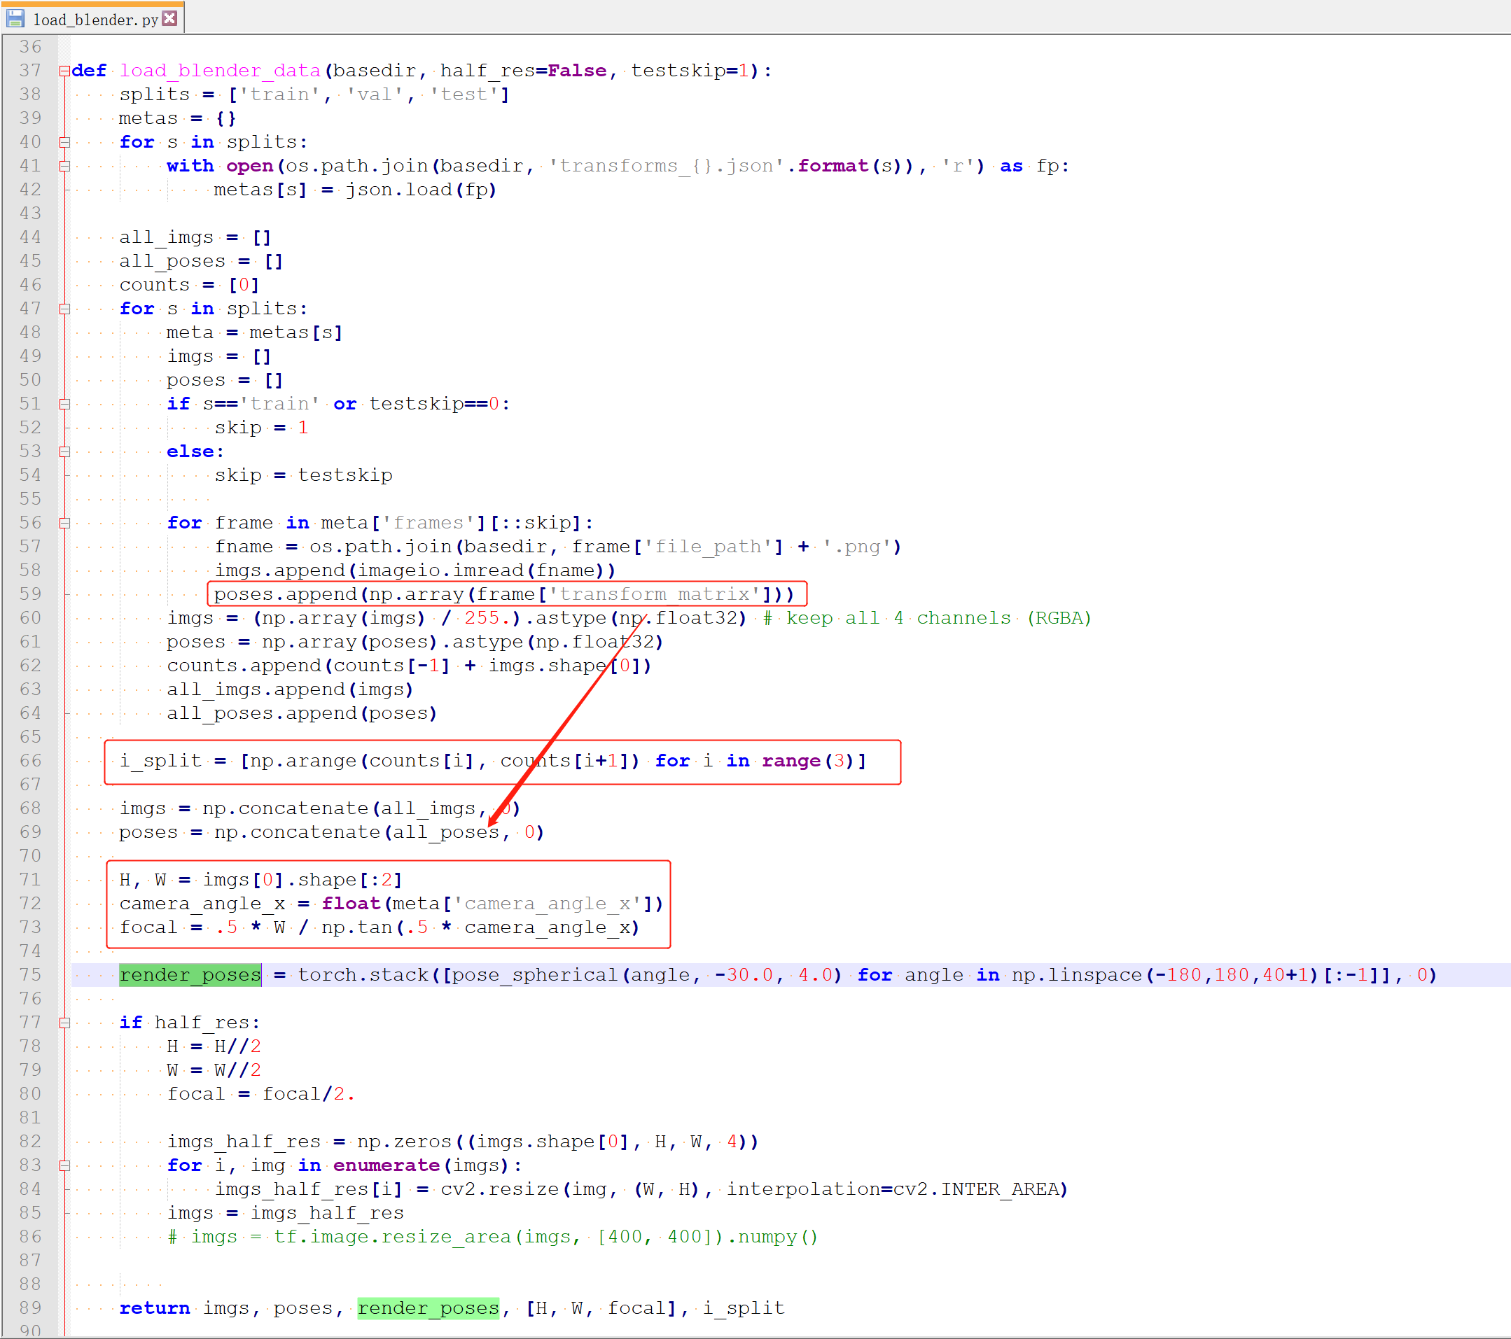 load_blender.py
36
37 def load_blender_data(basedir, half_res=False, testskip=1):
38 splits = ['train', 'val', 'test']
39 metas = {}
40 for s in splits:
41 with open(os.path.join(basedir, 'transforms_{}.json'.format(s)), 'r') as fp:
42 metas[s] = json.load(fp)
43
44 all_imgs = []
45 all_poses = []
46 counts = [0]
47 for s in splits:
48 meta = metas[s]
49 imgs = []
50 poses = []
51 if s=='train' or testskip==0:
52 skip = 1
53 else:
54 skip = testskip
55
56 for frame in meta['frames'][::skip]:
57 fname = os.path.join(basedir, frame['file_path'] + '.png')
58 imgs.append(imageio.imread(fname))
59 poses.append(np.array(frame['transform_matrix']))
60 imgs = (np.array(imgs) / 255.).astype(np.float32) # keep all 4 channels (RGBA)
61 poses = np.array(poses).astype(np.float32)
62 counts.append(counts[-1] + imgs.shape[0])
63 all_imgs.append(imgs)
64 all_poses.append(poses)
65
66 i_split = [np.arange(counts[i], counts[i+1]) for i in range(3)]
67
68 imgs = np.concatenate(all_imgs, 0)
69 poses = np.concatenate(all_poses, 0)
70
71 H, W = imgs[0].shape[:2]
72 camera_angle_x = float(meta['camera_angle_x'])
73 focal = .5 * W / np.tan(.5 * camera_angle_x)
74
75 render_poses = torch.stack([pose_spherical(angle, -30.0, 4.0) for angle in np.linspace(-180,180,40+1)[:-1]], 0)
76
77 if half_res:
78 H = H//2
79 W = W//2
80 focal = focal/2.
81
82 imgs_half_res = np.zeros((imgs.shape[0], H, W, 4))
83 for i, img in enumerate(imgs):
84 imgs_half_res[i] = cv2.resize(img, (W, H), interpolation=cv2.INTER_AREA)
85 imgs = imgs_half_res
86 # imgs = tf.image.resize_area(imgs, [400, 400]).numpy()
87
88
89 return imgs, poses, render_poses, [H, W, focal], i_split
90